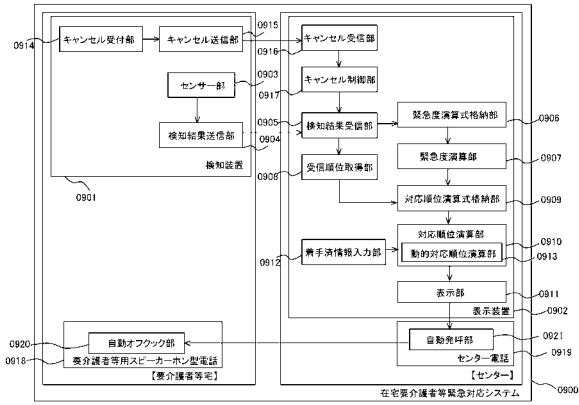 0914
キャンセル受付部
キャンセル送信部
0915
キャンセル受信部
0916
0903
センサー部
キャンセル制御部
0917
0905
検知結果受信部
緊急度演算式格納部
0906
検知結果送信部
0904
検知装置
0901
受信順位取得部
0908
緊急度演算部
0907
対応順位演算式格納部
0909
対応順位演算部
0910
動的対応順位演算部
0913
着手済情報入力部
0912
表示部
0911
表示装置
0902
0920
自動オフクック部
0918
要介護者等用スピーカーホン型電話
【要介護者等宅】
自動発呼部
0921
センター電話
0919
【センター】
在宅要介護者等緊急対応システム
0900